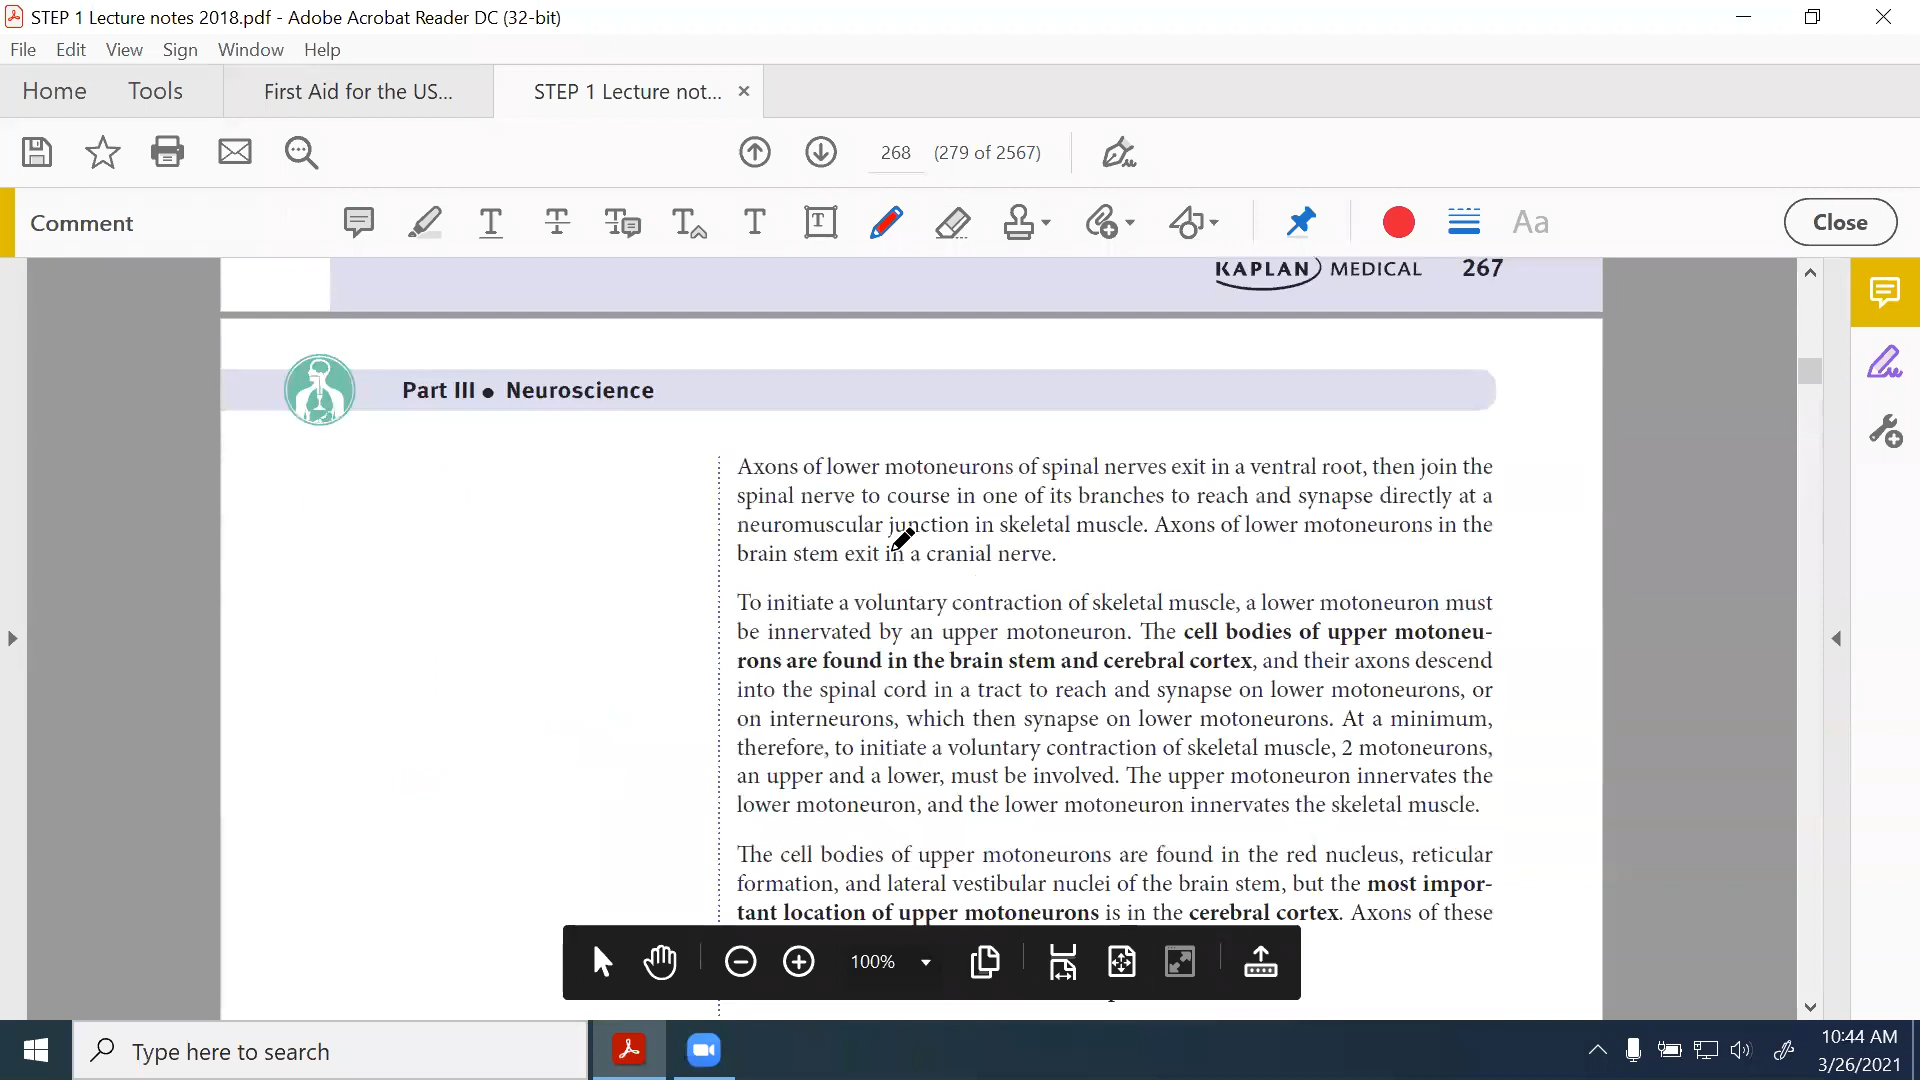 STEP 1 Lecture notes 2018.pdf - Adobe Acrobat Reader DC (32-bit)
File Edit View Sign Window Help
Home Tools First Aid for the US... STEP 1 Lecture not... ×
268 (279 of 2567)
Comment T T T T T T Aa Close
KAPLAN MEDICAL 267
Part III • Neuroscience
Axons of lower motoneurons of spinal nerves exit in a ventral root, then join the
spinal nerve to course in one of its branches to reach and synapse directly at a
neuromuscular junction in skeletal muscle. Axons of lower motoneurons in the
brain stem exit in a cranial nerve.
To initiate a voluntary contraction of skeletal muscle, a lower motoneuron must
be innervated by an upper motoneuron. The cell bodies of upper motoneu-
rons are found in the brain stem and cerebral cortex, and their axons descend
into the spinal cord in a tract to reach and synapse on lower motoneurons, or
on interneurons, which then synapse on lower motoneurons. At a minimum,
therefore, to initiate a voluntary contraction of skeletal muscle, 2 motoneurons,
an upper and a lower, must be involved. The upper motoneuron innervates the
lower motoneuron, and the lower motoneuron innervates the skeletal muscle.
The cell bodies of upper motoneurons are found in the red nucleus, reticular
formation, and lateral vestibular nuclei of the brain stem, but the most impor-
tant location of upper motoneurons is in the cerebral cortex. Axons of these
100%
Type here to search
10:44 AM
3/26/2021